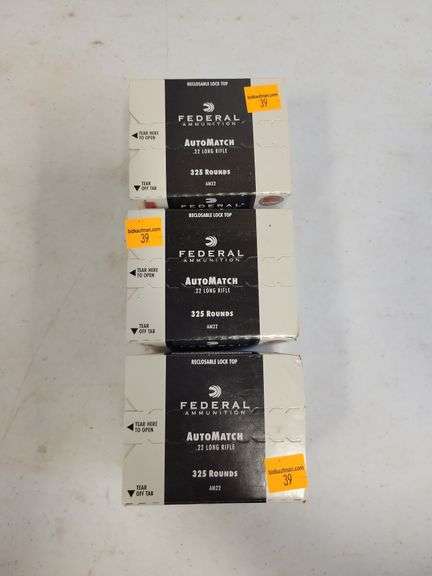 RECLOSABLE LOCK TOP
bidkaufman.com
39
FEDERAL
AMMUNITION
TEAR HERE
TO OPEN
AUTOMATCH
.22 LONG RIFLE
325 ROUNDS
TEAR
OFF TAB
AM22
FEDERAL
RECLOSABLE LOCK TOP
bidkaufman.com
39
FEDERAL
AMMUNITION
TEAR HERE
TO OPEN
AUTOMATCH
.22 LONG RIFLE
325 ROUNDS
TEAR
OFF TAB
AM22
RECLOSABLE LOCK TOP
FEDERAL
AMMUNITION
TEAR HERE
TO OPEN
AUTOMATCH
.22 LONG RIFLE
bidkaufman.com
39
325 ROUNDS
TEAR
OFF TAB
AM22